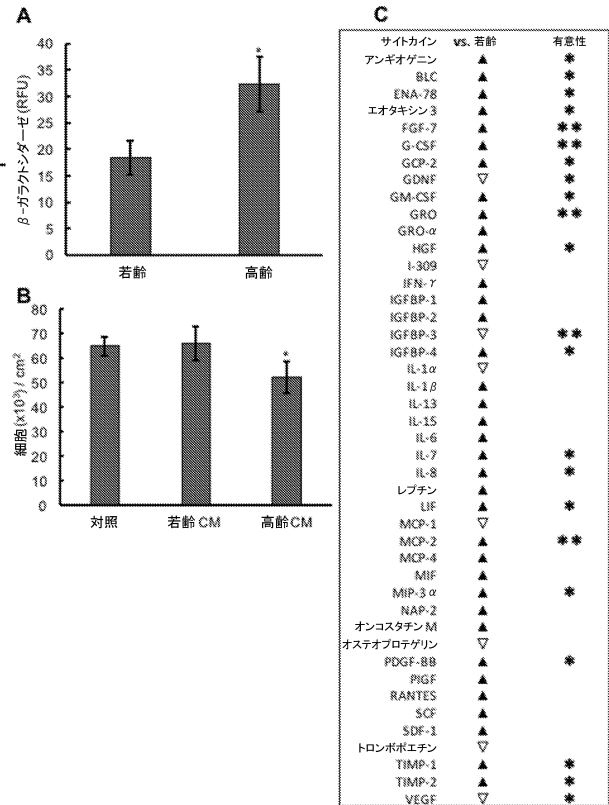 A
β-ガラクトシダーゼ(RFU)
40
35
30
25
20
15
10
5
0
*
若齢
高齢
B
細胞(x10³) / cm²
80
70
60
50
40
30
20
10
0
*
対照
若齢 CM
高齢CM
C
サイトカイン vs. 若齢 有意性
アンギオゲニン ▲ *
BLC ▲ *
ENA-78 ▲ *
エオタキシン 3 ▲ *
FGF-7 ▲ **
G-CSF ▲ **
GCP-2 ▲ *
GDNF ▽ *
GM-CSF ▲ *
GRO ▲ **
GRO-α ▲
HGF ▲ *
I-309 ▽
IFN-γ ▲
IGFBP-1 ▲
IGFBP-2 ▲
IGFBP-3 ▽ **
IGFBP-4 ▲ *
IL-1α ▽
IL-1β ▲
IL-13 ▲
IL-15 ▲
IL-6 ▲
IL-7 ▲ *
IL-8 ▲ *
レプチン ▲
LIF ▲ *
MCP-1 ▽
MCP-2 ▲ **
MCP-4 ▲
MIF ▲
MIP-3α ▲ *
NAP-2 ▲
オンコスタチン M ▲
オステオプロテゲリン ▽
PDGF-BB ▲ *
PIGF ▲
RANTES ▲
SCF ▲
SDF-1 ▲
トロンボポエチン ▽
TIMP-1 ▲ *
TIMP-2 ▲ *
VEGF ▽ *